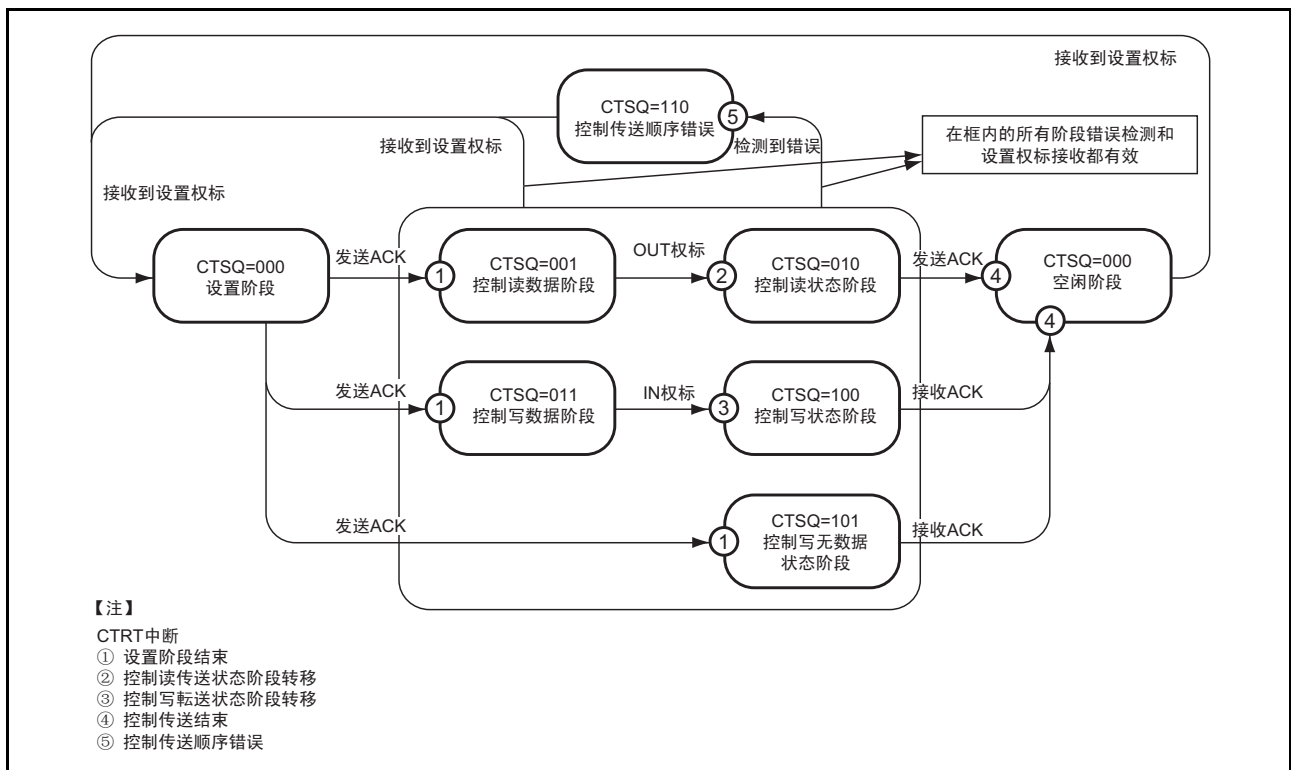 接收到设置权标
CTSQ=110
控制传送顺序错误
⑤
接收到设置权标
检测到错误
在框内的所有阶段错误检测和
设置权标接收都有效
接收到设置权标
CTSQ=000
设置阶段
发送ACK
①
CTSQ=001
控制读数据阶段
OUT权标
②
CTSQ=010
控制读状态阶段
发送ACK
④
CTSQ=000
空闲阶段
④
发送ACK
①
CTSQ=011
控制写数据阶段
IN权标
③
CTSQ=100
控制写状态阶段
接收ACK
发送ACK
①
CTSQ=101
控制写无数据
状态阶段
接收ACK
【注】
CTRT中断
① 设置阶段结束
② 控制读传送状态阶段转移
③ 控制写転送状态阶段转移
④ 控制传送结束
⑤ 控制传送顺序错误